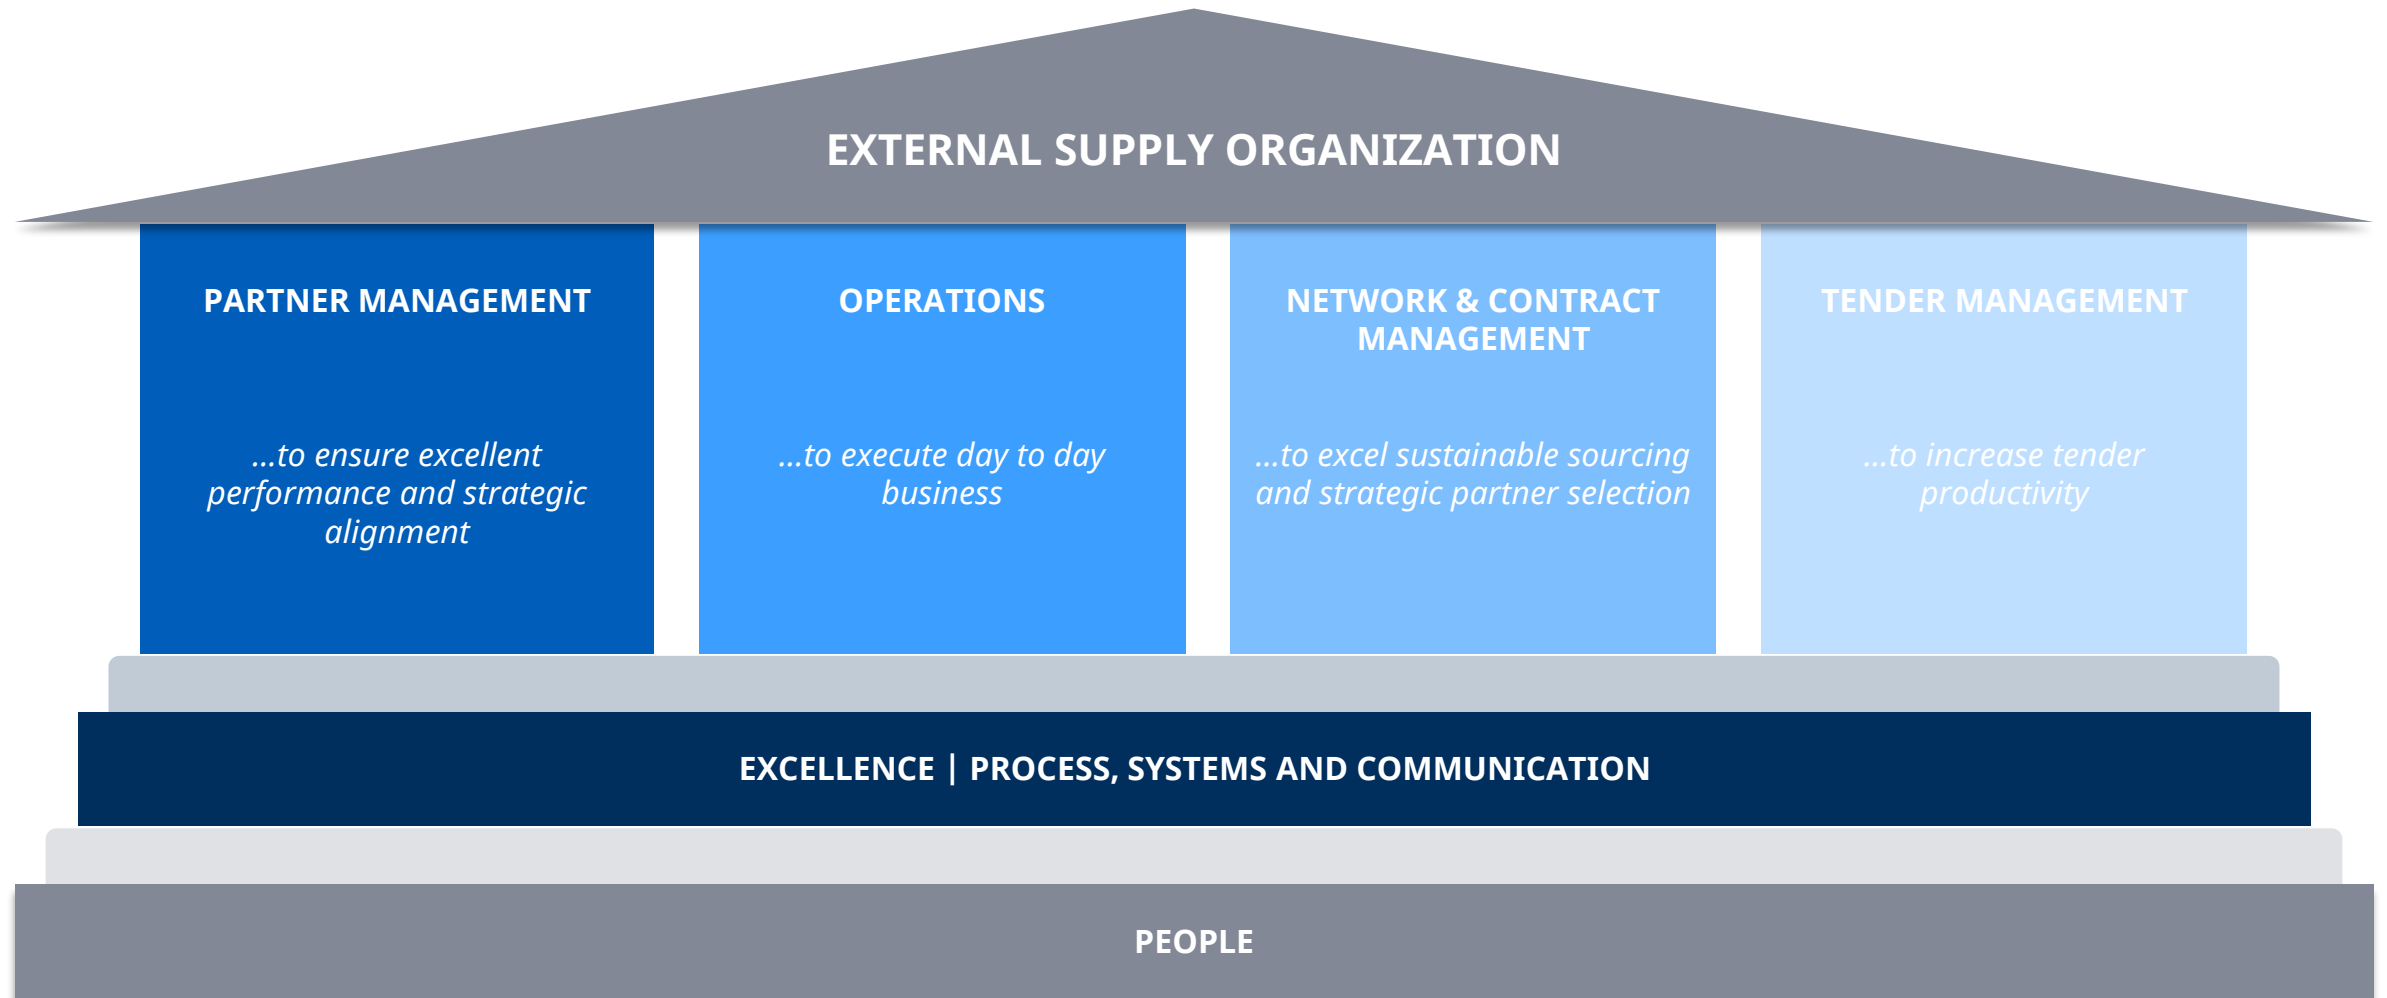 EXTERNAL SUPPLY ORGANIZATION
PARTNER MANAGEMENT
...to ensure excellent
performance and strategic
alignment
OPERATIONS
...to execute day to day
business
NETWORK & CONTRACT
MANAGEMENT
...to excel sustainable sourcing
and strategic partner selection
TENDER MANAGEMENT
...to increase tender
productivity
EXCELLENCE | PROCESS, SYSTEMS AND COMMUNICATION
PEOPLE